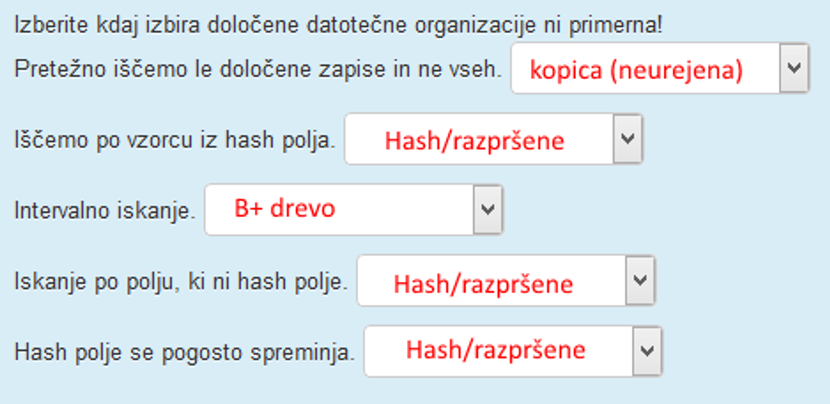 Izberite kdaj izbira določene datotečne organizacije ni primerna!
Pretežno iščemo le določene zapise in ne vseh. kopica (neurejena)
Iščemo po vzorcu iz hash polja. Hash/razpršene
Intervalno iskanje. B+ drevo
Iskanje po polju, ki ni hash polje. Hash/razpršene
Hash polje se pogosto spreminja. Hash/razpršene